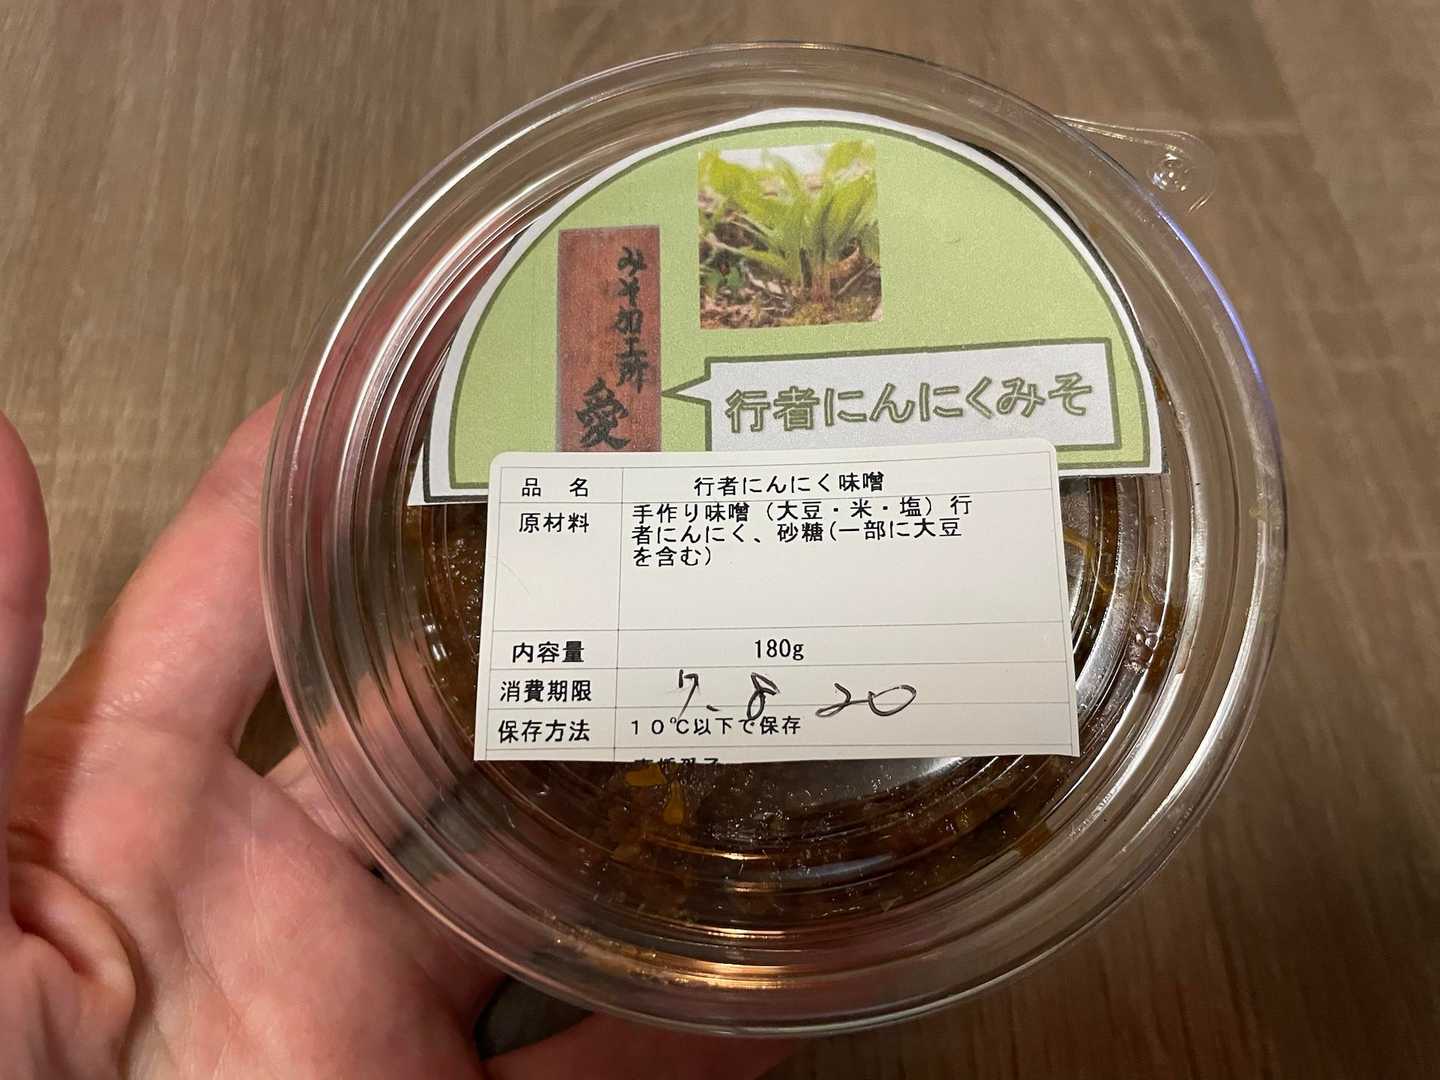 みそ加工所
愛
行者にんにくみそ
品 名 行者にんにく味噌
原材料 手作り味噌（大豆・米・塩）行
者にんにく、砂糖(一部に大豆
を含む)
内容量 180g
消費期限 7. 8 20
保存方法 10℃以下で保存